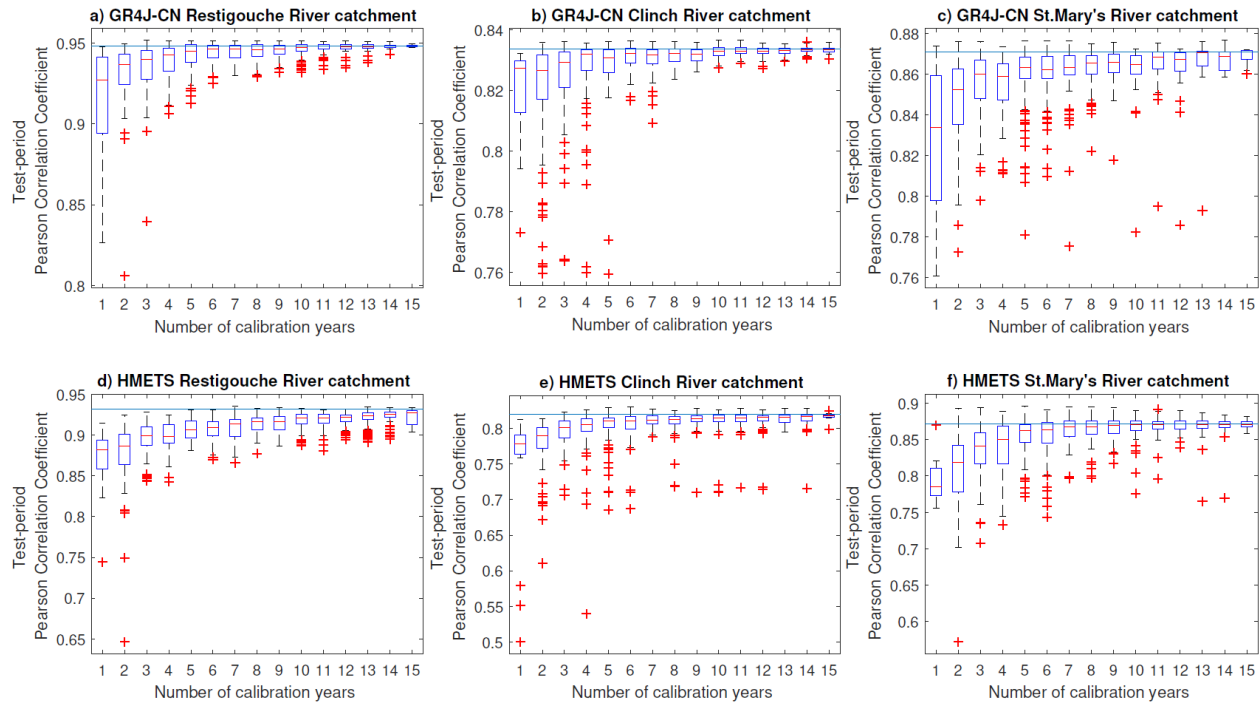 a) GR4J-CN Restigouche River catchment
Test-period
Pearson Correlation Coefficient
0.95
0.9
0.85
0.8
1 2 3 4 5 6 7 8 9 10 11 12 13 14 15
Number of calibration years
b) GR4J-CN Clinch River catchment
Test-period
Pearson Correlation Coefficient
0.84
0.82
0.8
0.78
0.76
1 2 3 4 5 6 7 8 9 10 11 12 13 14 15
Number of calibration years
c) GR4J-CN St.Mary's River catchment
Test-period
Pearson Correlation Coefficient
0.88
0.86
0.84
0.82
0.8
0.78
0.76
1 2 3 4 5 6 7 8 9 10 11 12 13 14 15
Number of calibration years
d) HMETS Restigouche River catchment
Test-period
Pearson Correlation Coefficient
0.95
0.9
0.85
0.8
0.75
0.7
0.65
1 2 3 4 5 6 7 8 9 10 11 12 13 14 15
Number of calibration years
e) HMETS Clinch River catchment
Test-period
Pearson Correlation Coefficient
0.8
0.75
0.7
0.65
0.6
0.55
0.5
1 2 3 4 5 6 7 8 9 10 11 12 13 14 15
Number of calibration years
f) HMETS St.Mary's River catchment
Test-period
Pearson Correlation Coefficient
0.9
0.85
0.8
0.75
0.7
0.65
0.6
1 2 3 4 5 6 7 8 9 10 11 12 13 14 15
Number of calibration years